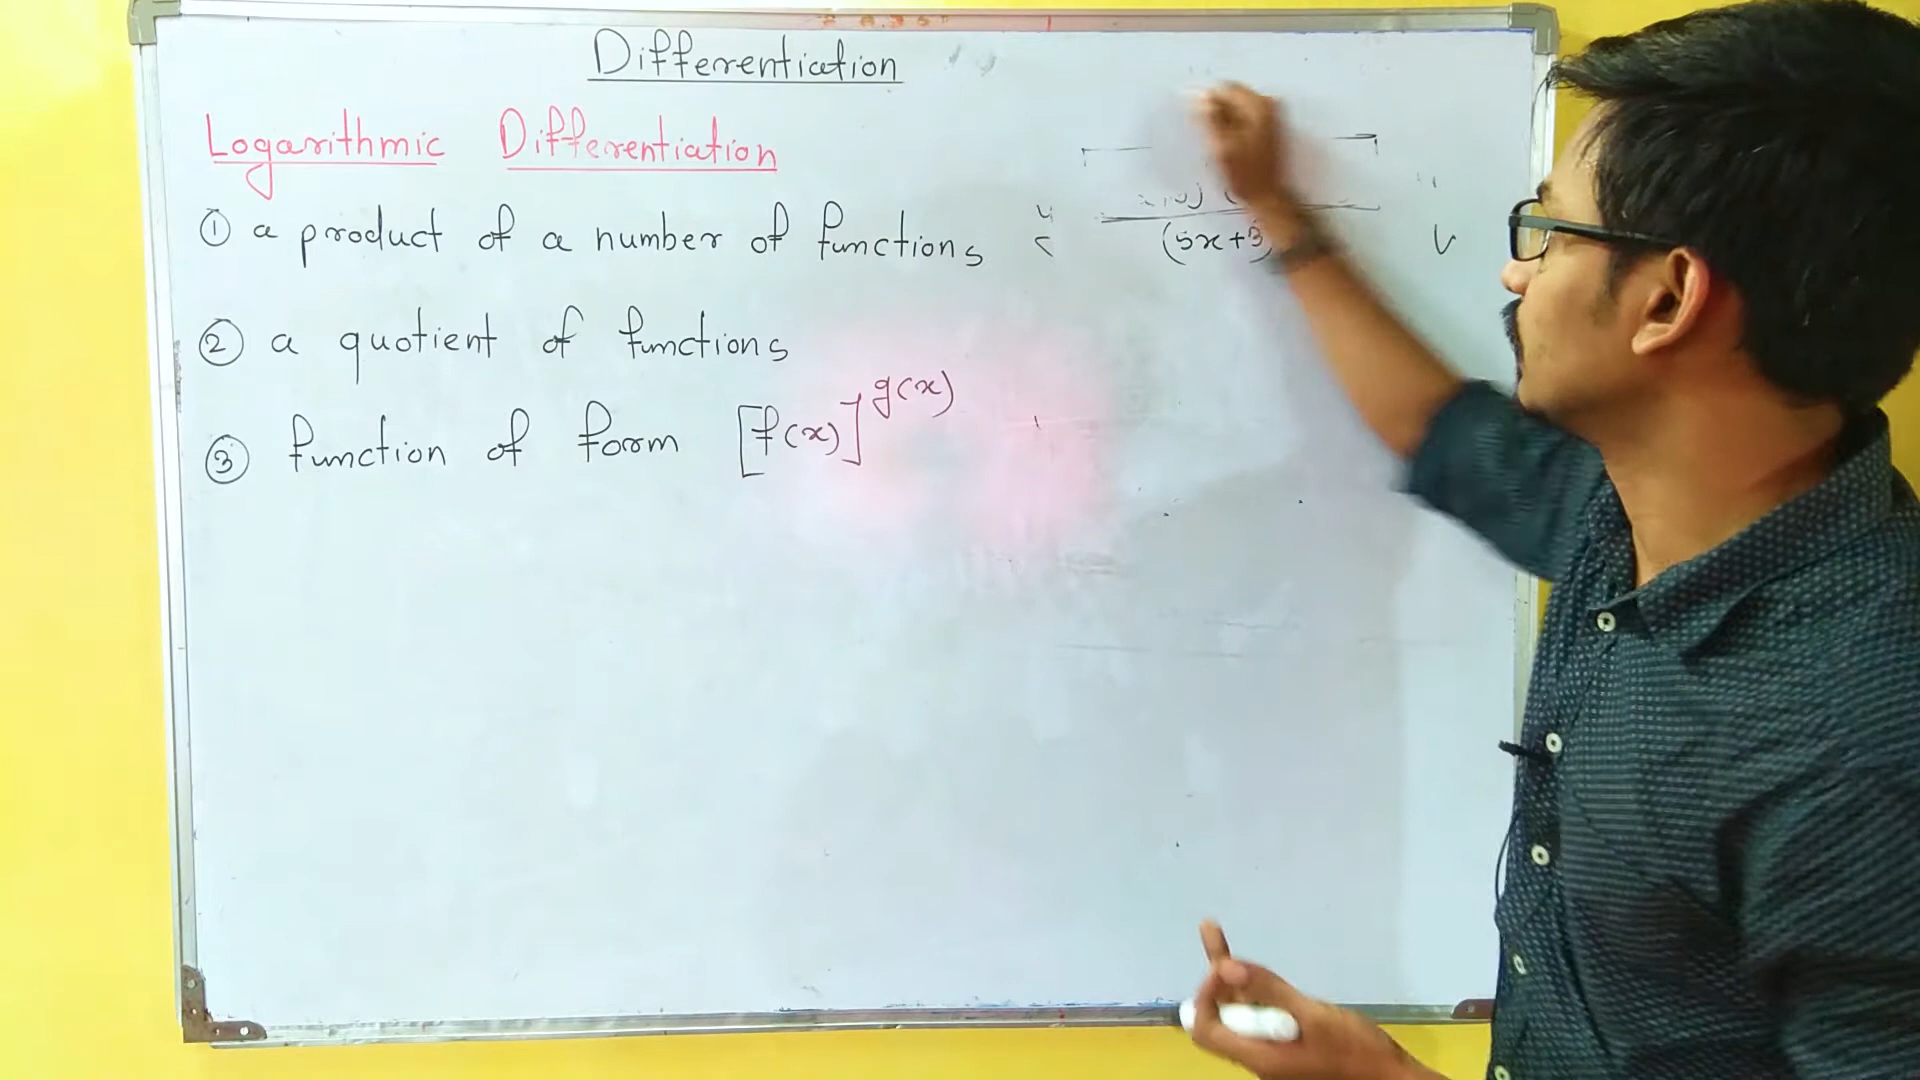 Differentiation
Logarithmic Differentiation
① a product of a number of functions
(5x+3)
② a quotient of functions
③ function of form [f(x)]^g(x)